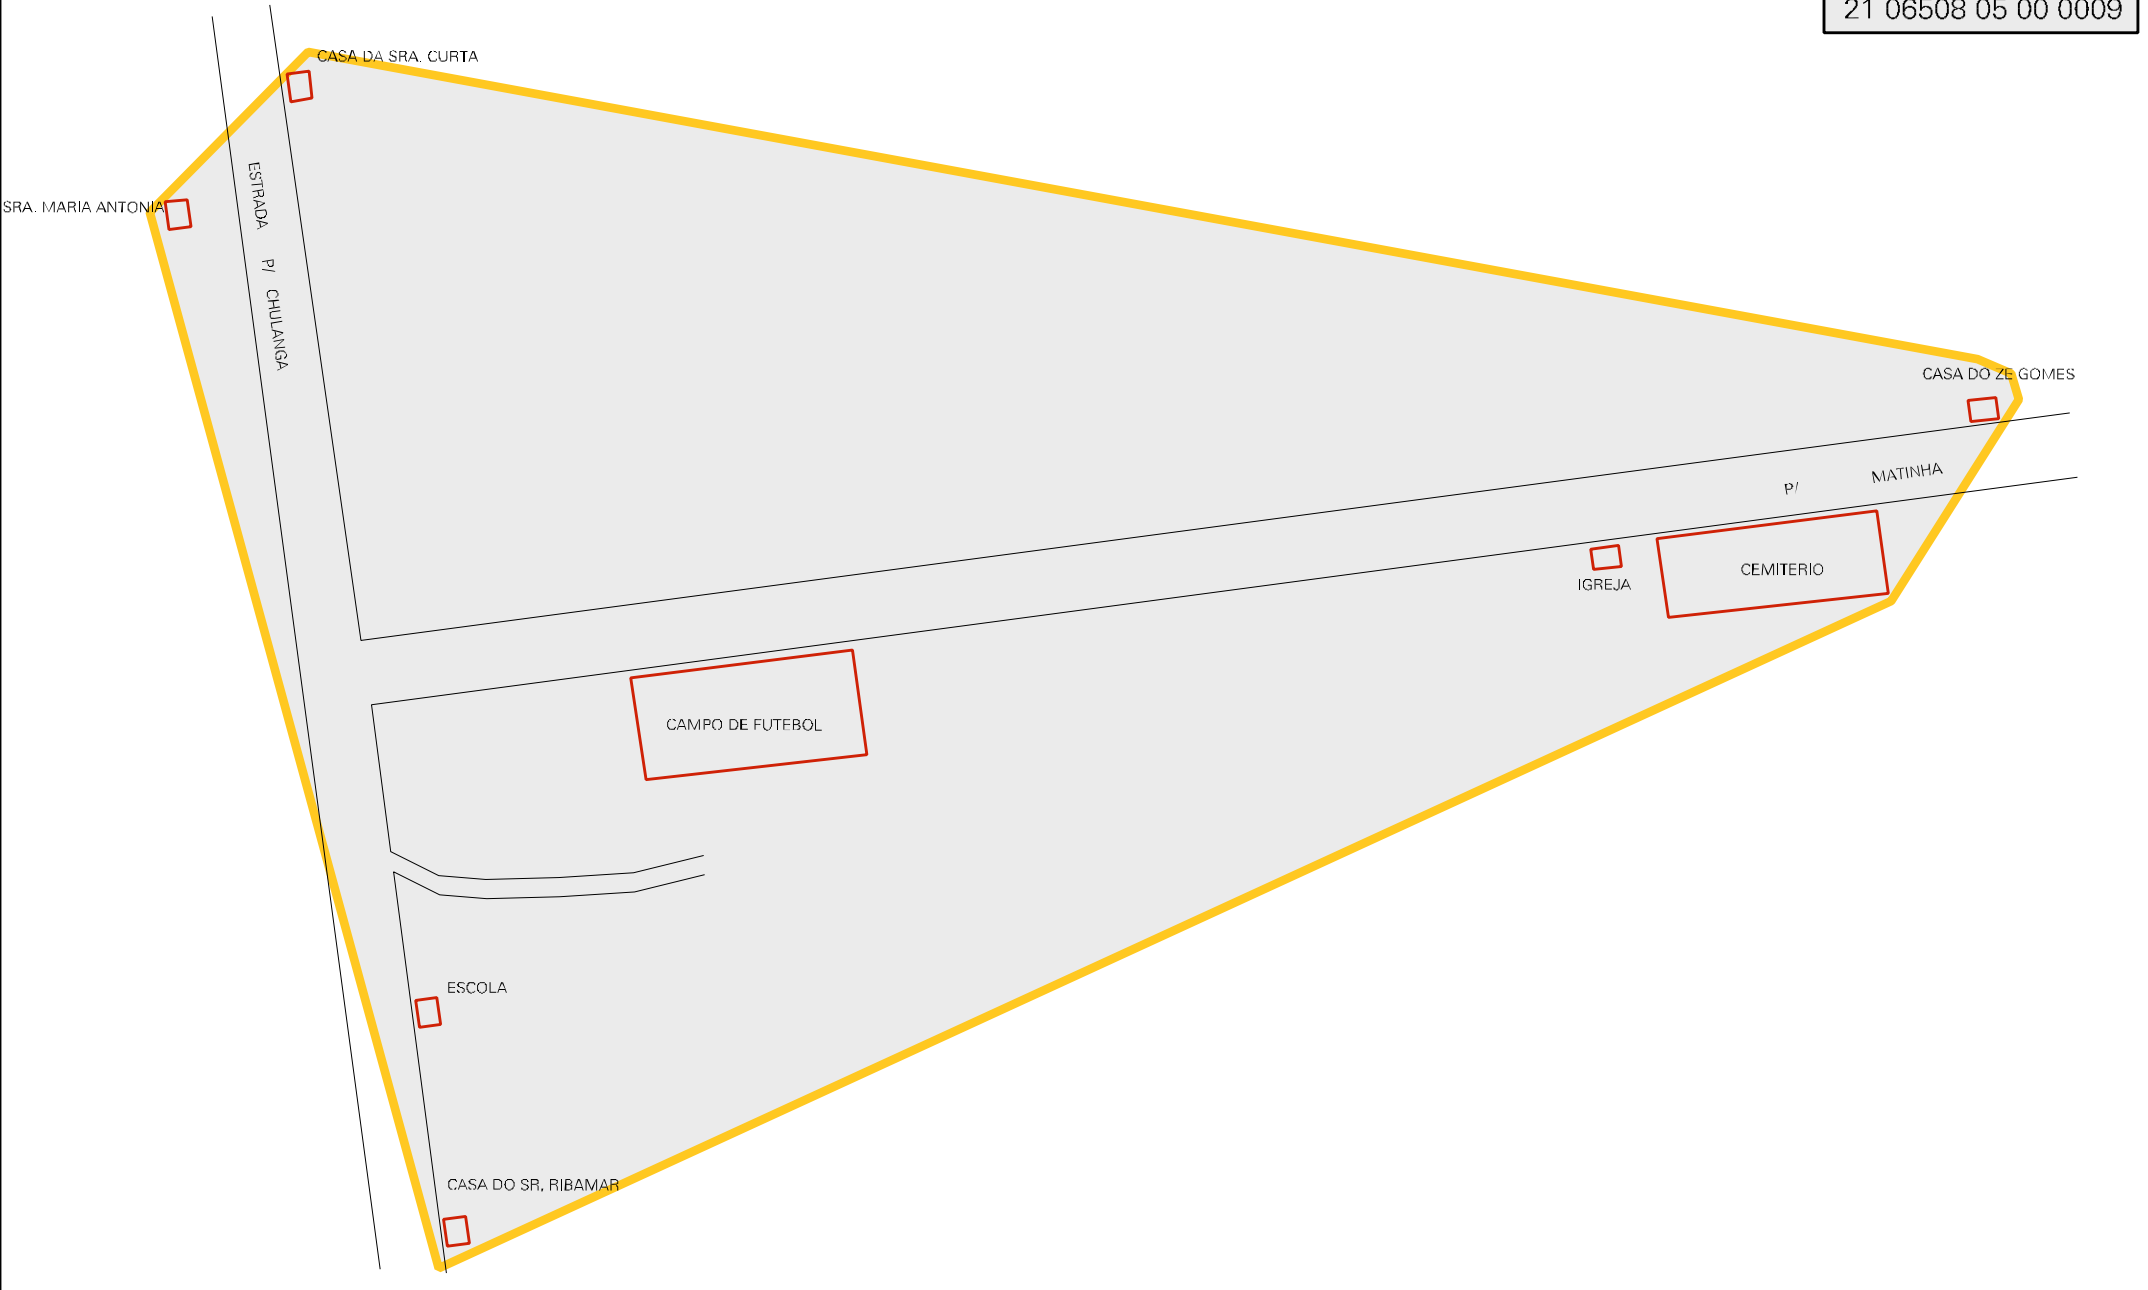 21 06508 05 00 0009
CASA DA SRA. CURTA
SRA. MARIA ANTONIA
ESTRADA P/ CHULANGA
CASA DO ZE GOMES
P/ MATINHA
IGREJA
CEMITERIO
CAMPO DE FUTEBOL
ESCOLA
CASA DO SR, RIBAMAR